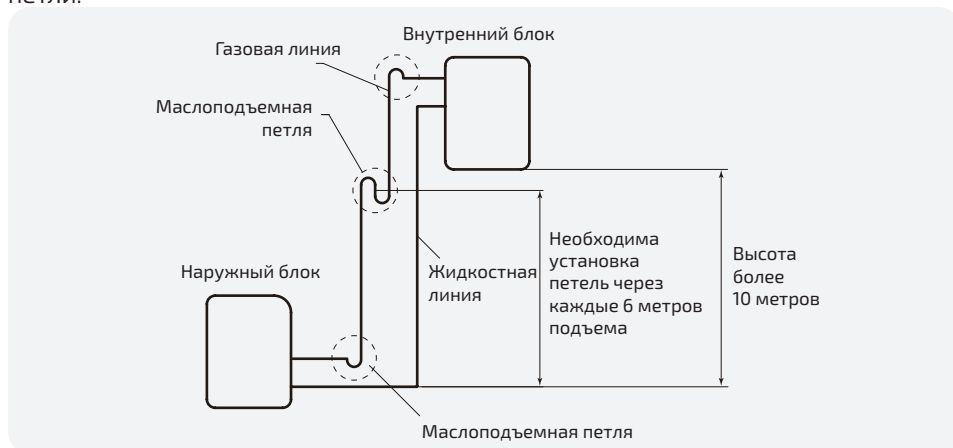 петли.
Внутренний блок
Газовая линия
Маслоподъемная
петля
Необходима
установка
петель через
каждые 6 метров
подъема
Высота
более
10 метров
Наружный блок
Жидкостная
линия
Маслоподъемная петля